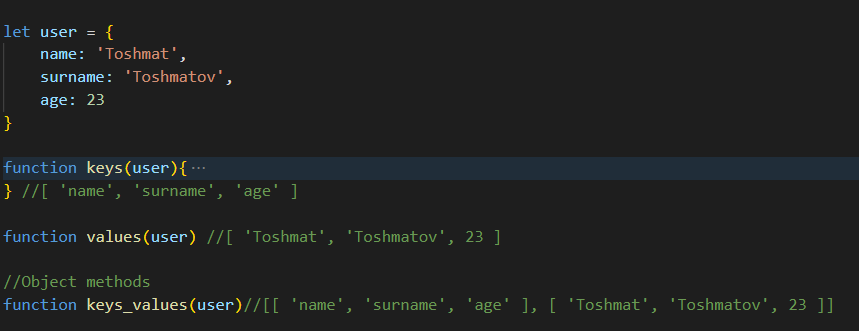 let user = {
name: 'Toshmat',
surname: 'Toshmatov',
age: 23
}
function keys(user){ ···
} //[ 'name', 'surname', 'age' ]
function values(user) //[ 'Toshmat', 'Toshmatov', 23 ]
//Object methods
function keys_values(user)//[[ 'name', 'surname', 'age' ], [ 'Toshmat', 'Toshmatov', 23 ]]